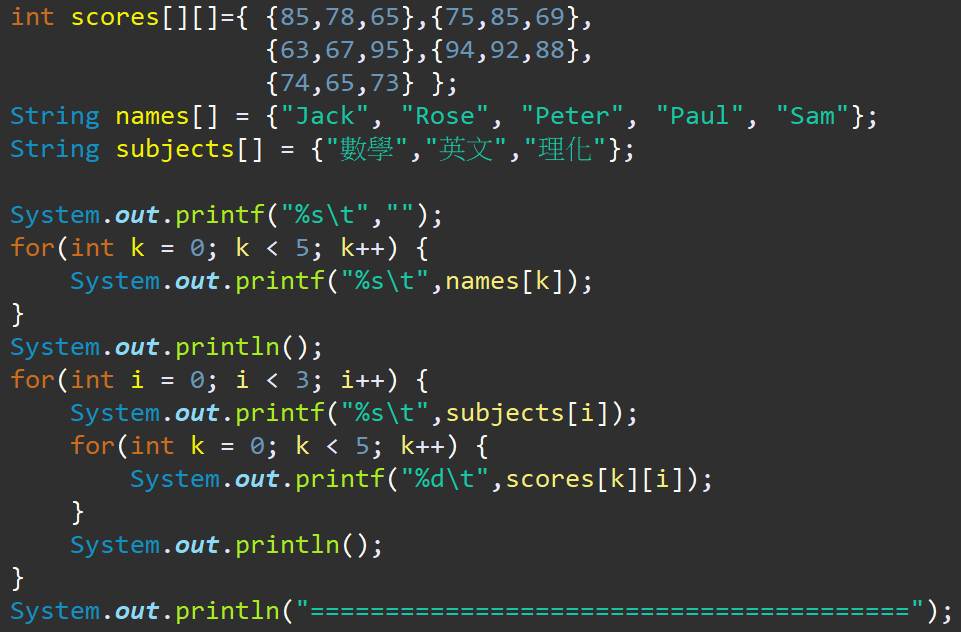 int scores[][]={ {85,78,65},{75,85,69},
                 {63,67,95},{94,92,88},
                 {74,65,73} };
String names[] = {"Jack", "Rose", "Peter", "Paul", "Sam"};
String subjects[] = {"數學","英文","理化"};

System.out.printf("%s\t","");
for(int k = 0; k < 5; k++) {
    System.out.printf("%s\t",names[k]);
}
System.out.println();
for(int i = 0; i < 3; i++) {
    System.out.printf("%s\t",subjects[i]);
    for(int k = 0; k < 5; k++) {
        System.out.printf("%d\t",scores[k][i]);
    }
    System.out.println();
}
System.out.println("========================================");